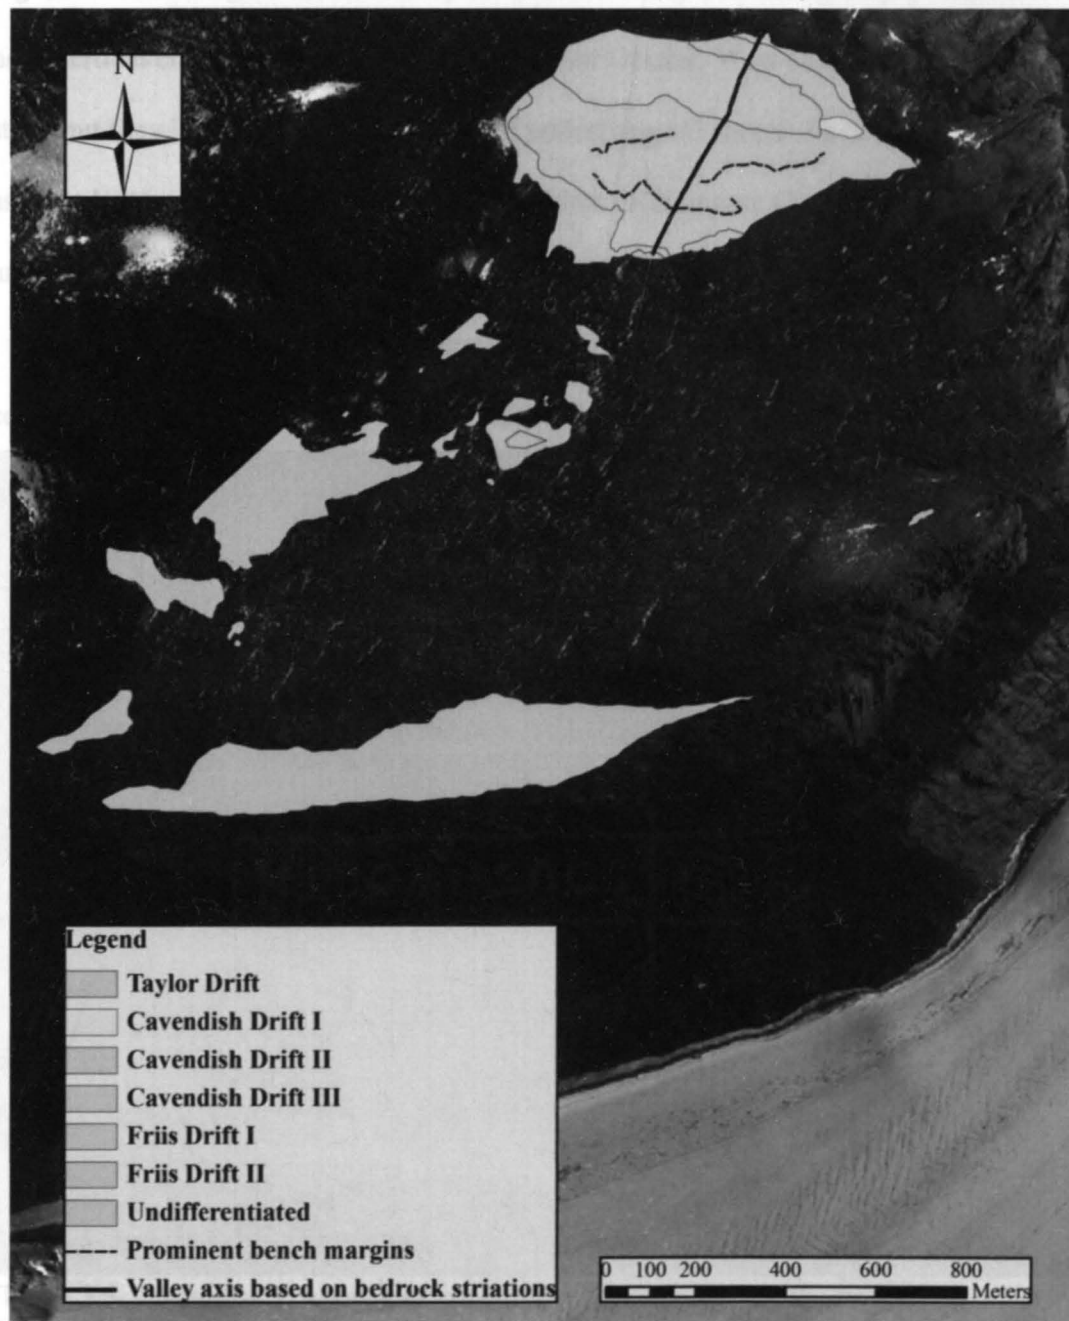 N
Legend
Taylor Drift
Cavendish Drift I
Cavendish Drift II
Cavendish Drift III
Friis Drift I
Friis Drift II
Undifferentiated
Prominent bench margins
Valley axis based on bedrock striations
0 100 200 400 600 800
Meters